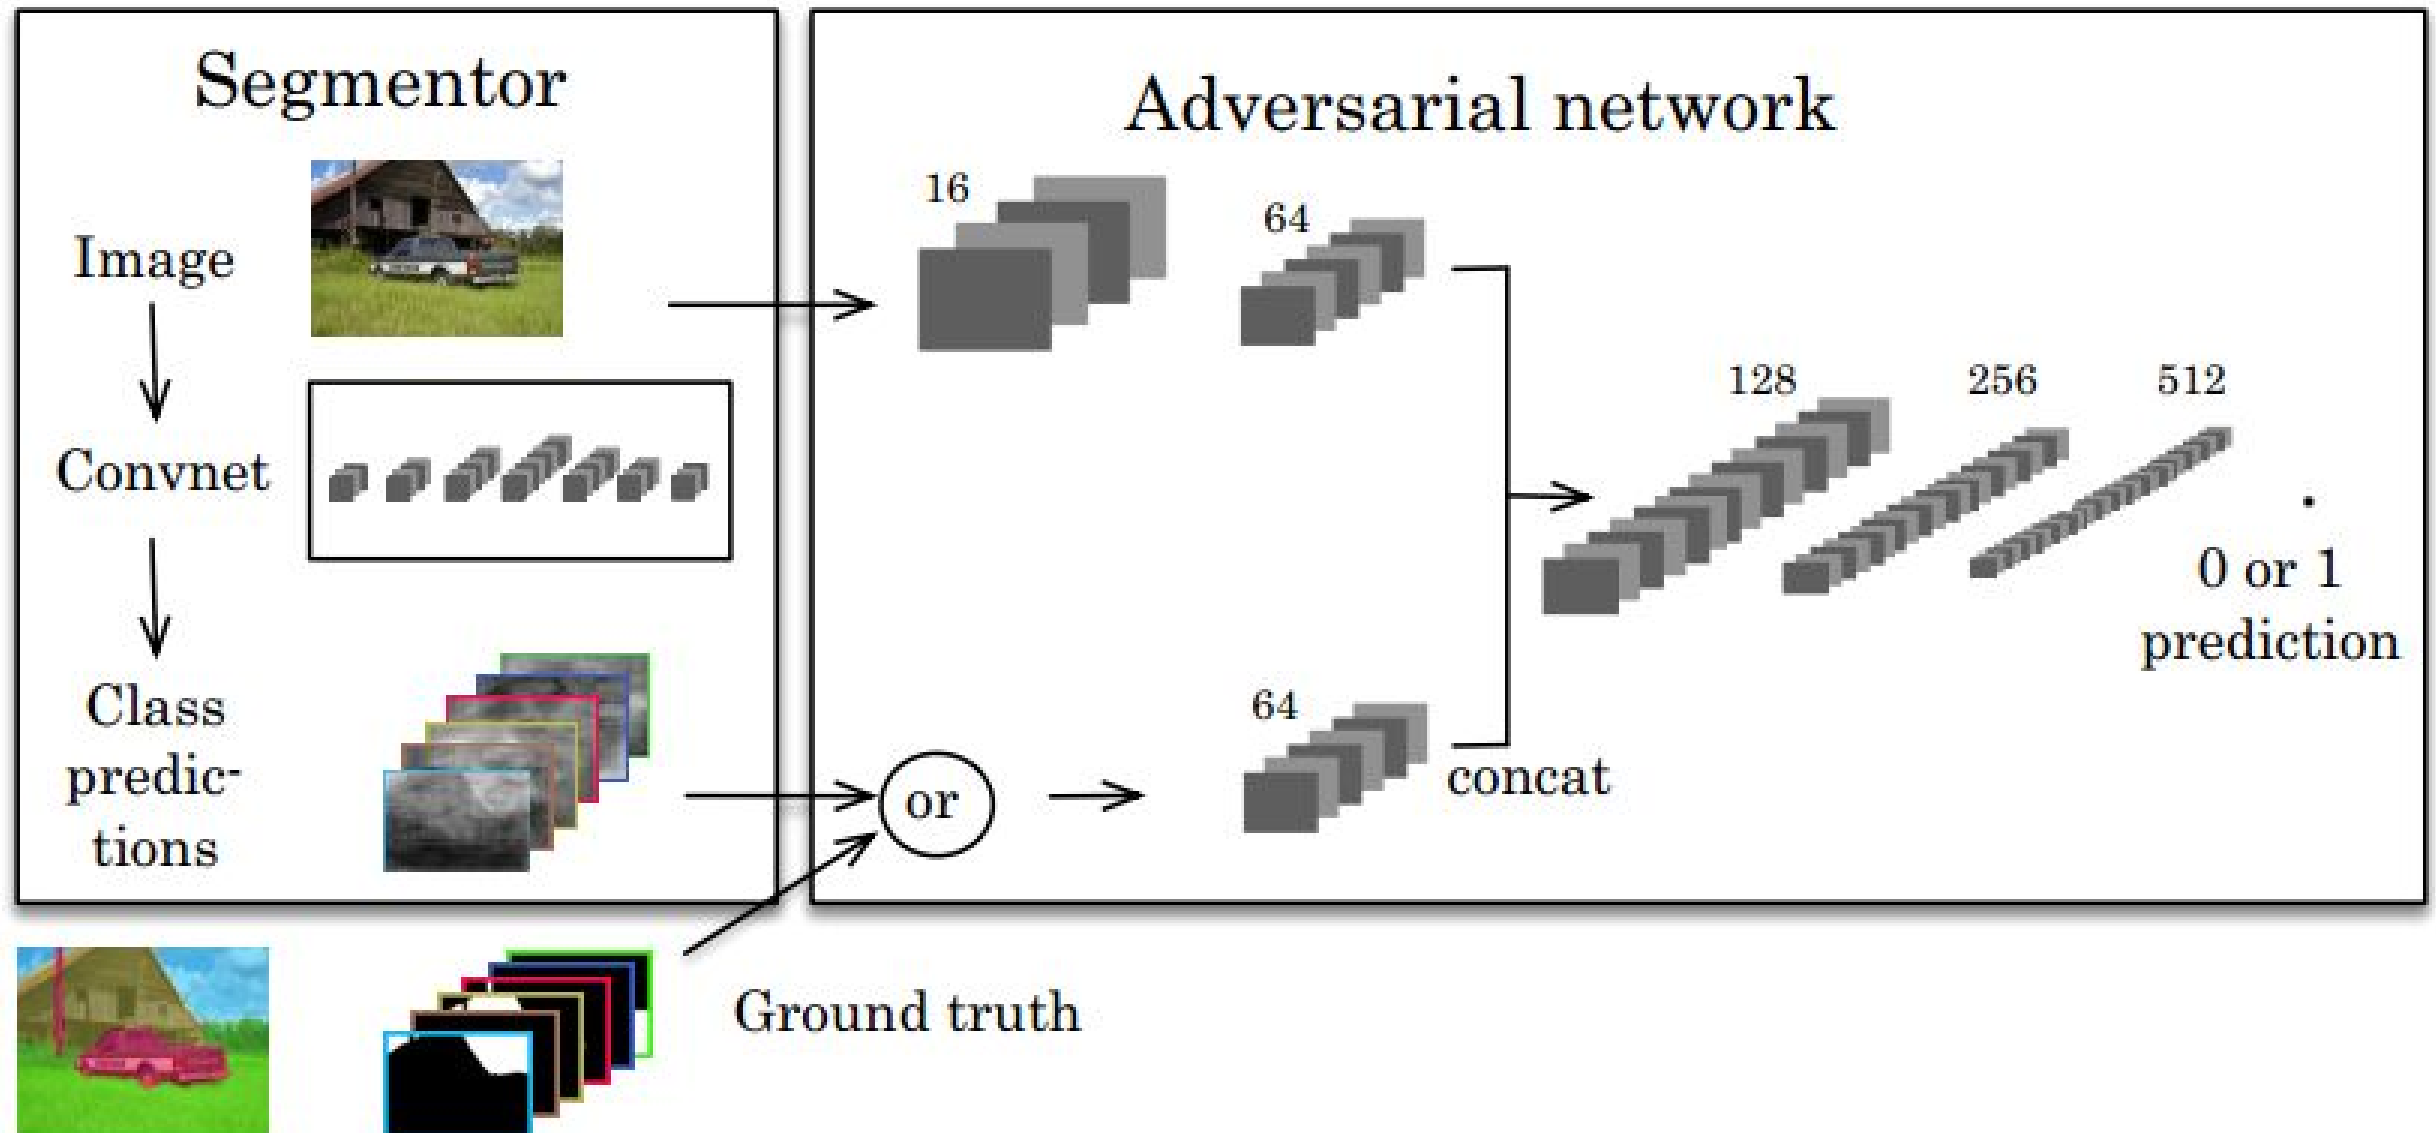 Segmentor
Image
Convnet
Class
predic-
tions
Adversarial network
16
64
64
concat
or
128
256
512
0 or 1
prediction
Ground truth